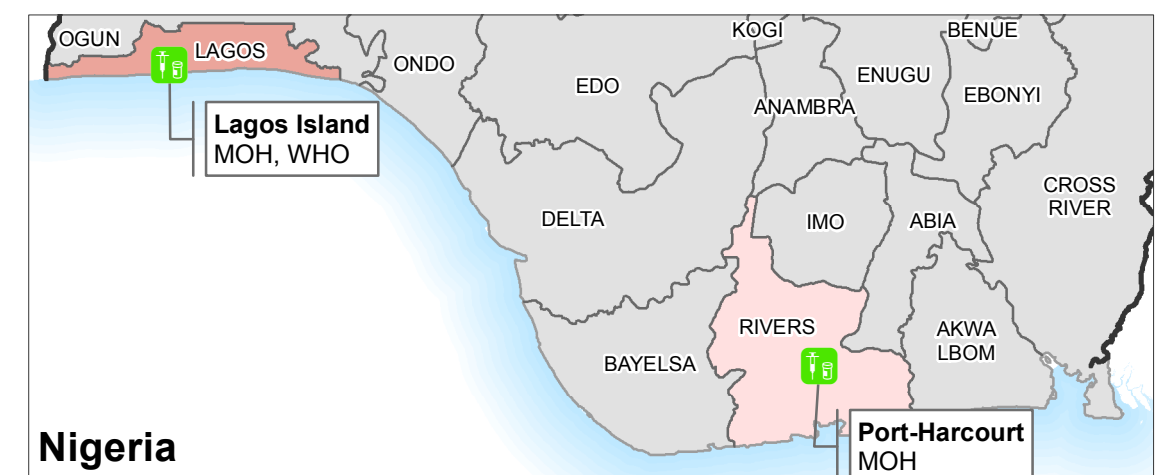 OGUN
LAGOS
ONDO
EDO
KOGI
BENUE
ENUGU
EBONYI
ANAMBRA
Lagos Island
MOH, WHO
CROSS
RIVER
DELTA
IMO
ABIA
RIVERS
AKWA
LBOM
BAYELSA
Port-Harcourt
MOH
Nigeria